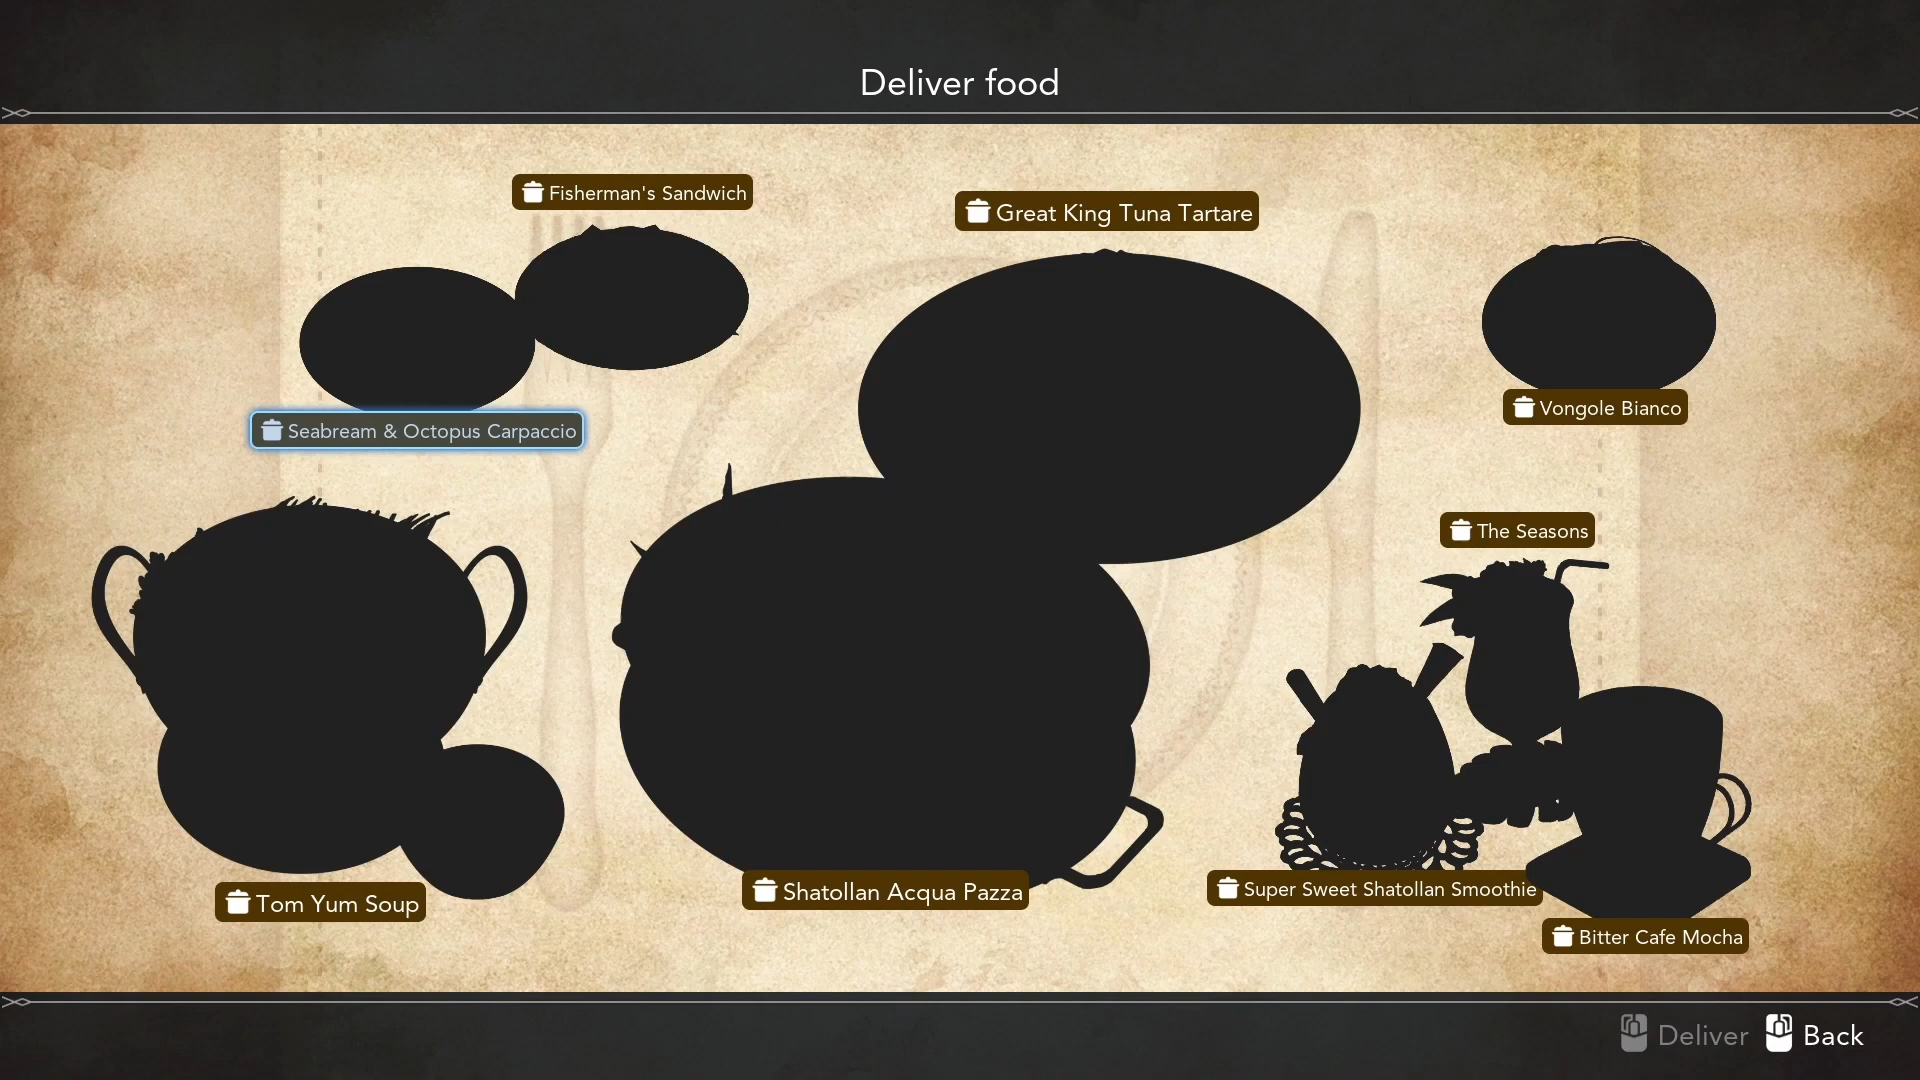 Deliver food
Fisherman's Sandwich
Great King Tuna Tartare
Vongole Bianco
Seabream & Octopus Carpaccio
The Seasons
Tom Yum Soup
Shatollan Acqua Pazza
Super Sweet Shatollan Smoothie
Bitter Cafe Mocha
Deliver
Back